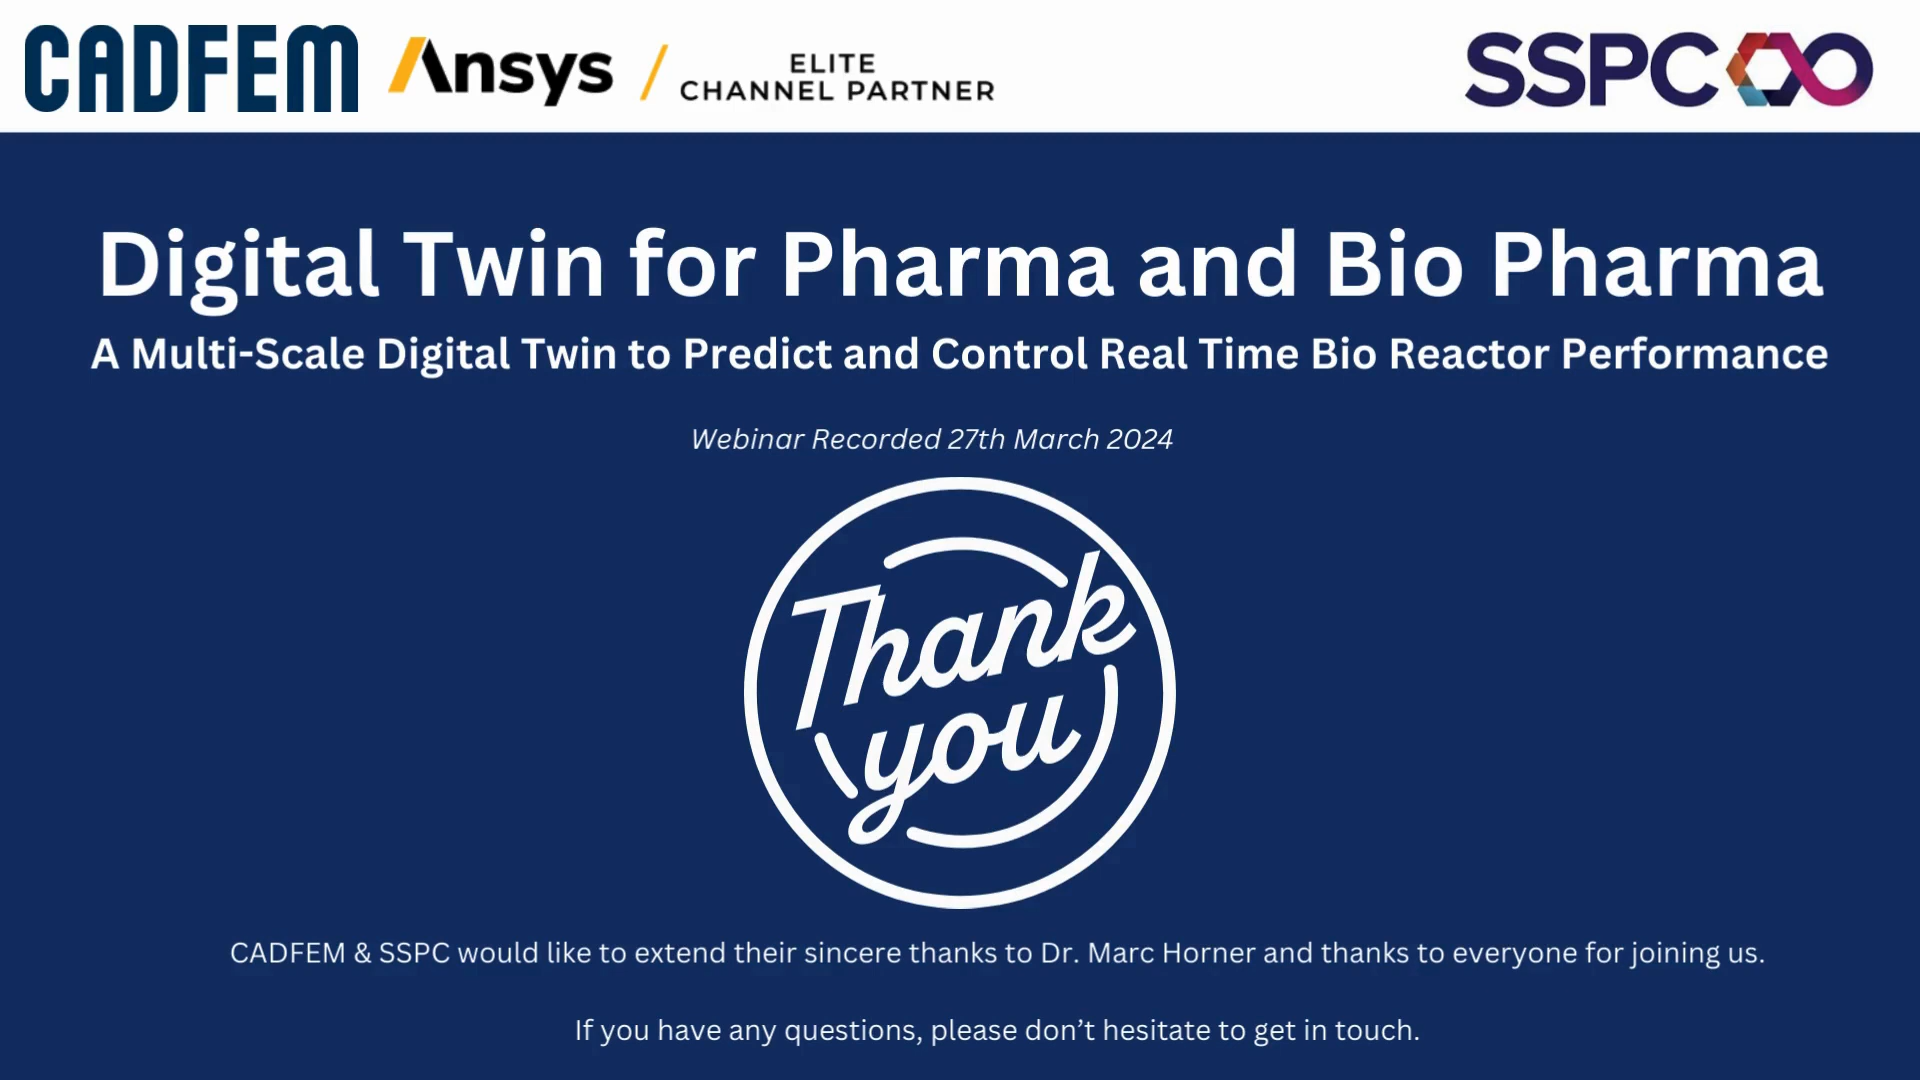 CADFEM Ansys / ELITE
CHANNEL PARTNER
SSPC
Digital Twin for Pharma and Bio Pharma
A Multi-Scale Digital Twin to Predict and Control Real Time Bio Reactor Performance
Webinar Recorded 27th March 2024
Thank
you
CADFEM & SSPC would like to extend their sincere thanks to Dr. Marc Horner and thanks to everyone for joining us.
If you have any questions, please don’t hesitate to get in touch.